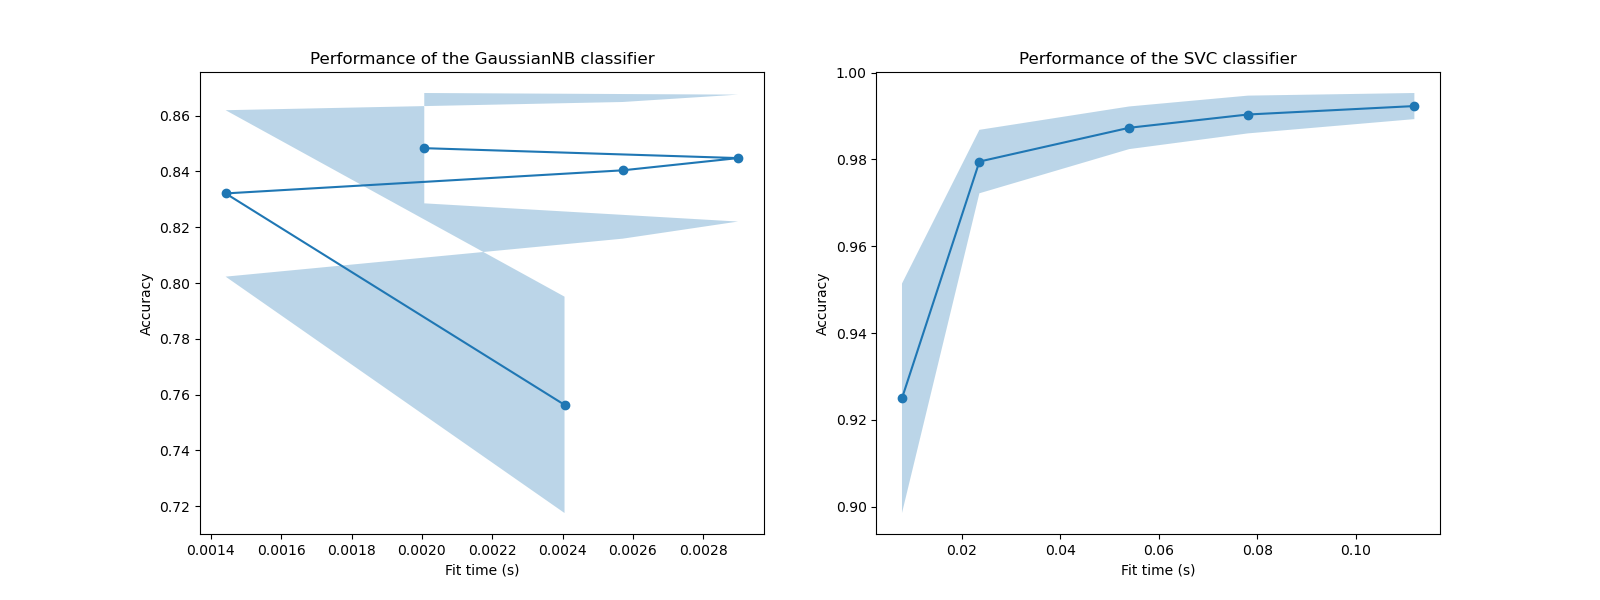 Performance of the GaussianNB classifier
Accuracy
0.86
0.84
0.82
0.80
0.78
0.76
0.74
0.72
0.0014 0.0016 0.0018 0.0020 0.0022 0.0024 0.0026 0.0028
Fit time (s)
Performance of the SVC classifier
Accuracy
1.00
0.98
0.96
0.94
0.92
0.90
0.02 0.04 0.06 0.08 0.10
Fit time (s)